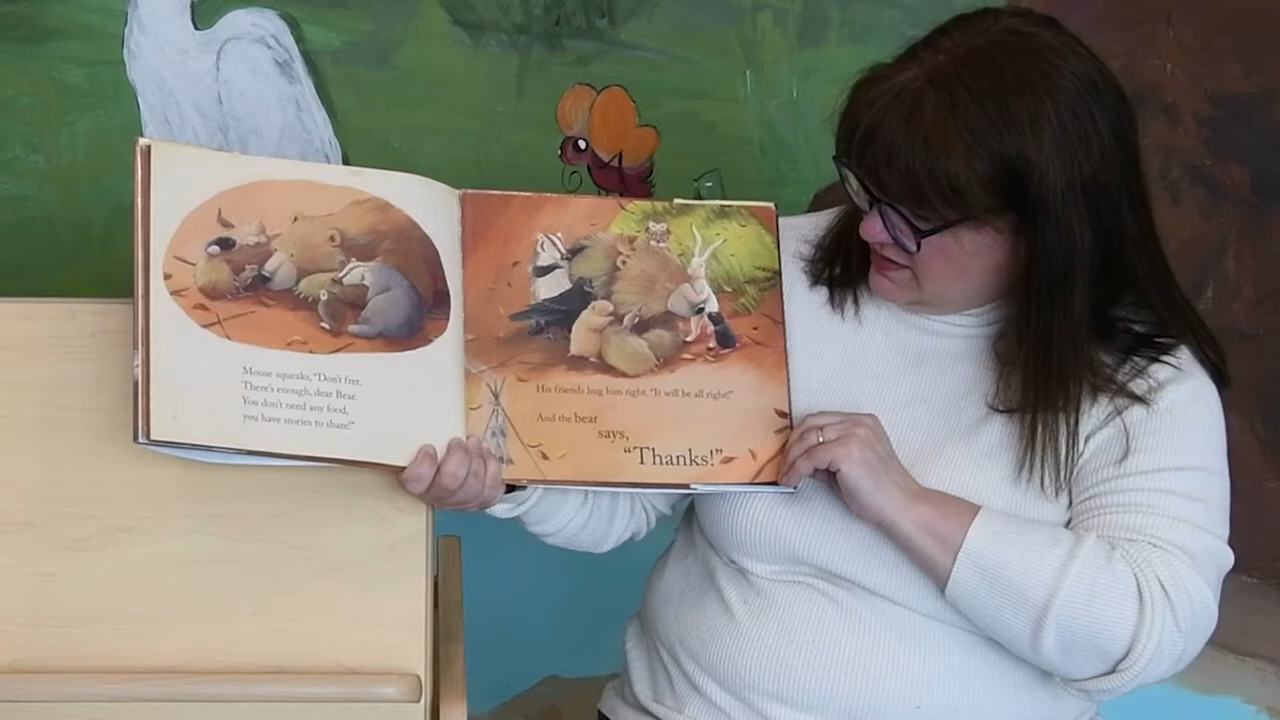 Mouse squeaks, "Don't fret.
There's enough, dear Bear.
You don't need any food,
you have stories to share!"
His friends hug him right. "It will be all right!"
And the bear
says,
"Thanks!"